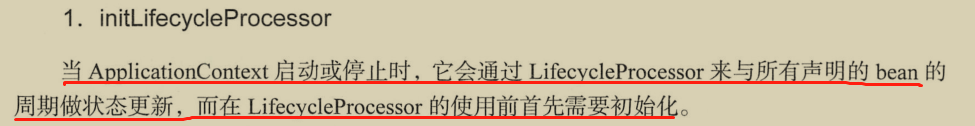 1. initLifecycleProcessor
当 ApplicationContext 启动或停止时，它会通过 LifecycleProcessor 来与所有声明的 bean 的
周期做状态更新，而在 LifecycleProcessor 的使用前首先需要初始化。